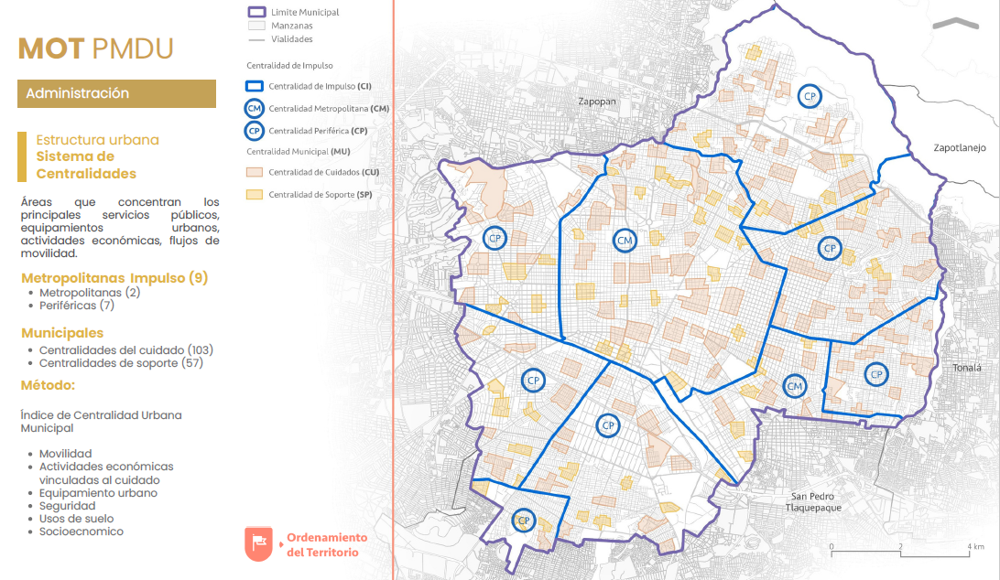 MOT PMDU
Administración
Estructura urbana
Sistema de
Centralidades
Áreas que concentran los
principales servicios públicos,
equipamientos urbanos,
actividades económicas, flujos de
movilidad.
Metropolitanas Impulso (9)
• Metropolitanas (2)
• Periféricas (7)
Municipales
• Centralidades del cuidado (103)
• Centralidades de soporte (57)
Método:
Índice de Centralidad Urbana
Municipal
• Movilidad
• Actividades económicas
vinculadas al cuidado
• Equipamiento urbano
• Seguridad
• Usos de suelo
• Socioecnomico
Limite Municipal
Manzanas
Vialidades
Centralidad de Impulso
Centralidad de Impulso (CI)
CM Centralidad Metropolitana (CM)
CP Centralidad Periférica (CP)
Centralidad Municipal (MU)
Centralidad de Cuidados (CU)
Centralidad de Soporte (SP)
Ordenamiento
del Territorio
Zapopan
CP
Zapotlanejo
CP
CM
CP
Tonalá
CP
CM
CP
CP
San Pedro
Tlaquepaque
CP
0 2 4 km